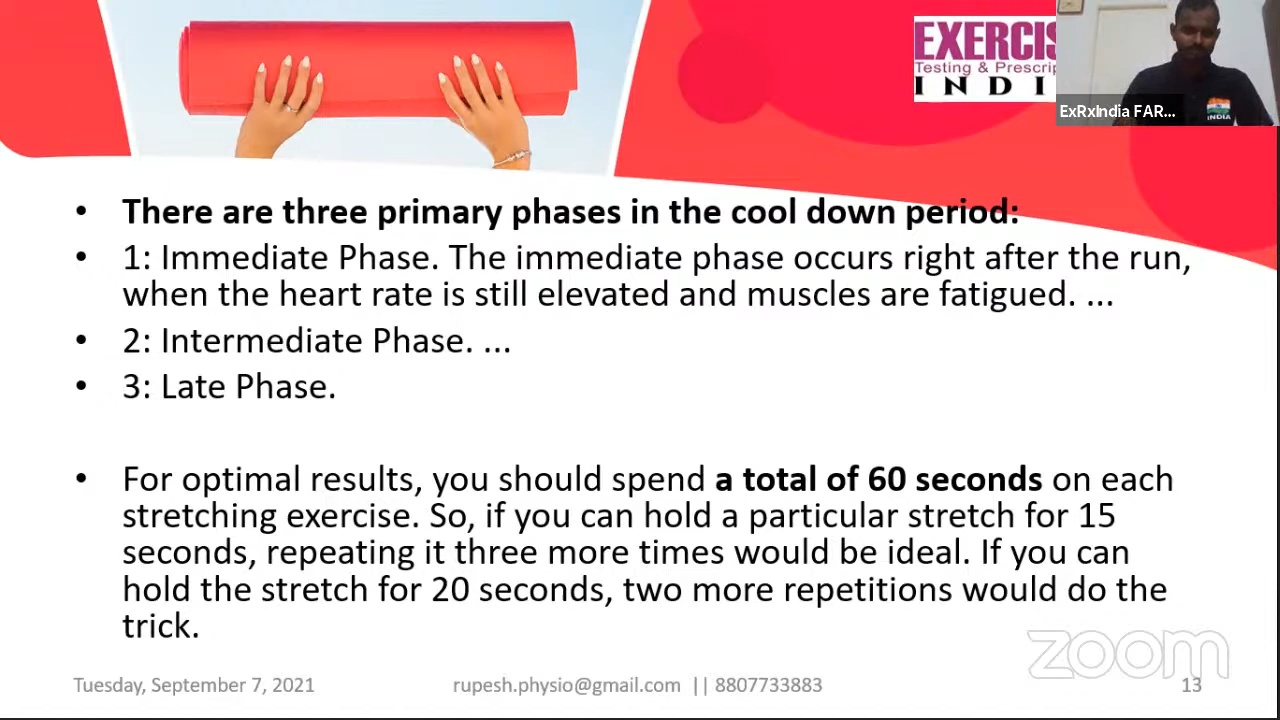 EXERCIS
Testing & Prescrip
INDI
ExRxIndia FAR...
INDIA
• There are three primary phases in the cool down period:
• 1: Immediate Phase. The immediate phase occurs right after the run,
when the heart rate is still elevated and muscles are fatigued. ...
• 2: Intermediate Phase. ...
• 3: Late Phase.
• For optimal results, you should spend a total of 60 seconds on each
stretching exercise. So, if you can hold a particular stretch for 15
seconds, repeating it three more times would be ideal. If you can
hold the stretch for 20 seconds, two more repetitions would do the
trick.
zoom
Tuesday, September 7, 2021 rupesh.physio@gmail.com || 8807733883 13